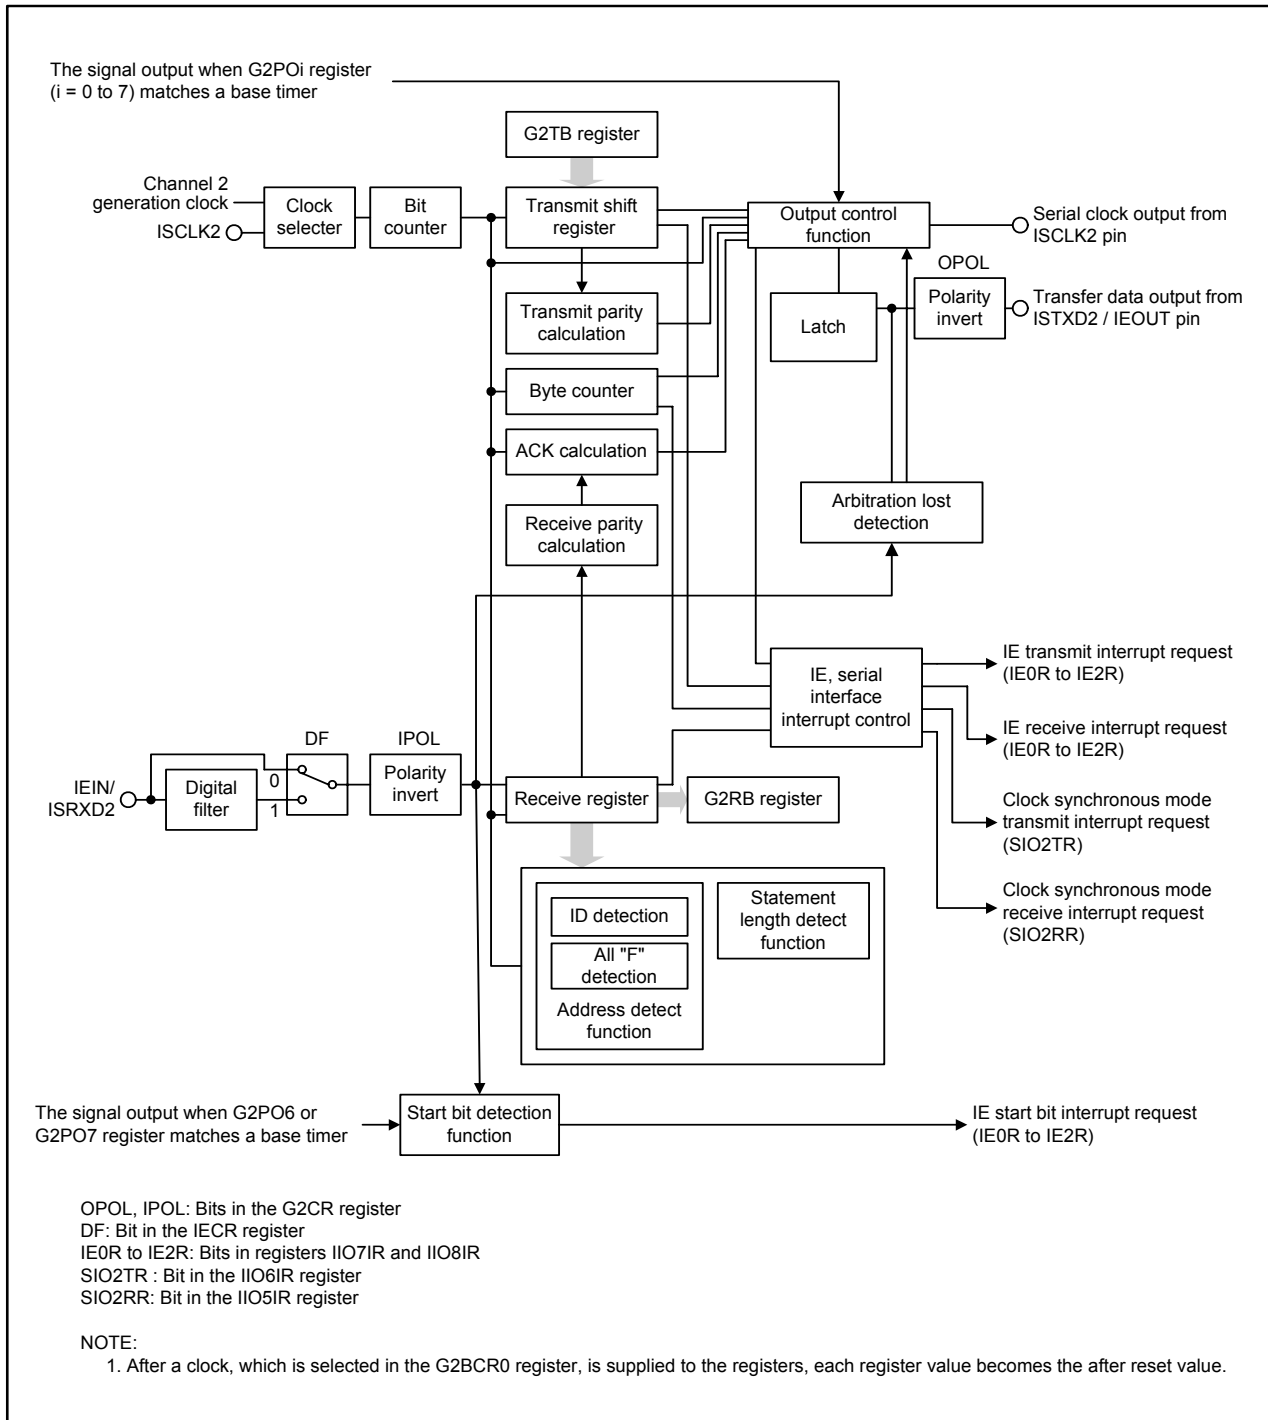 The signal output when G2POi register
(i = 0 to 7) matches a base timer
G2TB register
Channel 2
generation clock
ISCLK2
Clock
selecter
Bit
counter
Transmit shift
register
Output control
function
Serial clock output from
ISCLK2 pin
OPOL
Transmit parity
calculation
Latch
Polarity
invert
Transfer data output from
ISTXD2 / IEOUT pin
Byte counter
ACK calculation
Receive parity
calculation
Arbitration lost
detection
IE, serial
interface
interrupt control
IE transmit interrupt request
(IE0R to IE2R)
IE receive interrupt request
(IE0R to IE2R)
Clock synchronous mode
transmit interrupt request
(SIO2TR)
Clock synchronous mode
receive interrupt request
(SIO2RR)
DF
IPOL
IEIN/
ISRXD2
Digital
filter
0
1
Polarity
invert
Receive register
G2RB register
ID detection
All "F"
detection
Address detect
function
Statement
length detect
function
The signal output when G2PO6 or
G2PO7 register matches a base timer
Start bit detection
function
IE start bit interrupt request
(IE0R to IE2R)
OPOL, IPOL: Bits in the G2CR register
DF: Bit in the IECR register
IE0R to IE2R: Bits in registers IIO7IR and IIO8IR
SIO2TR : Bit in the IIO6IR register
SIO2RR: Bit in the IIO5IR register
NOTE:
1. After a clock, which is selected in the G2BCR0 register, is supplied to the registers, each register value becomes the after reset value.